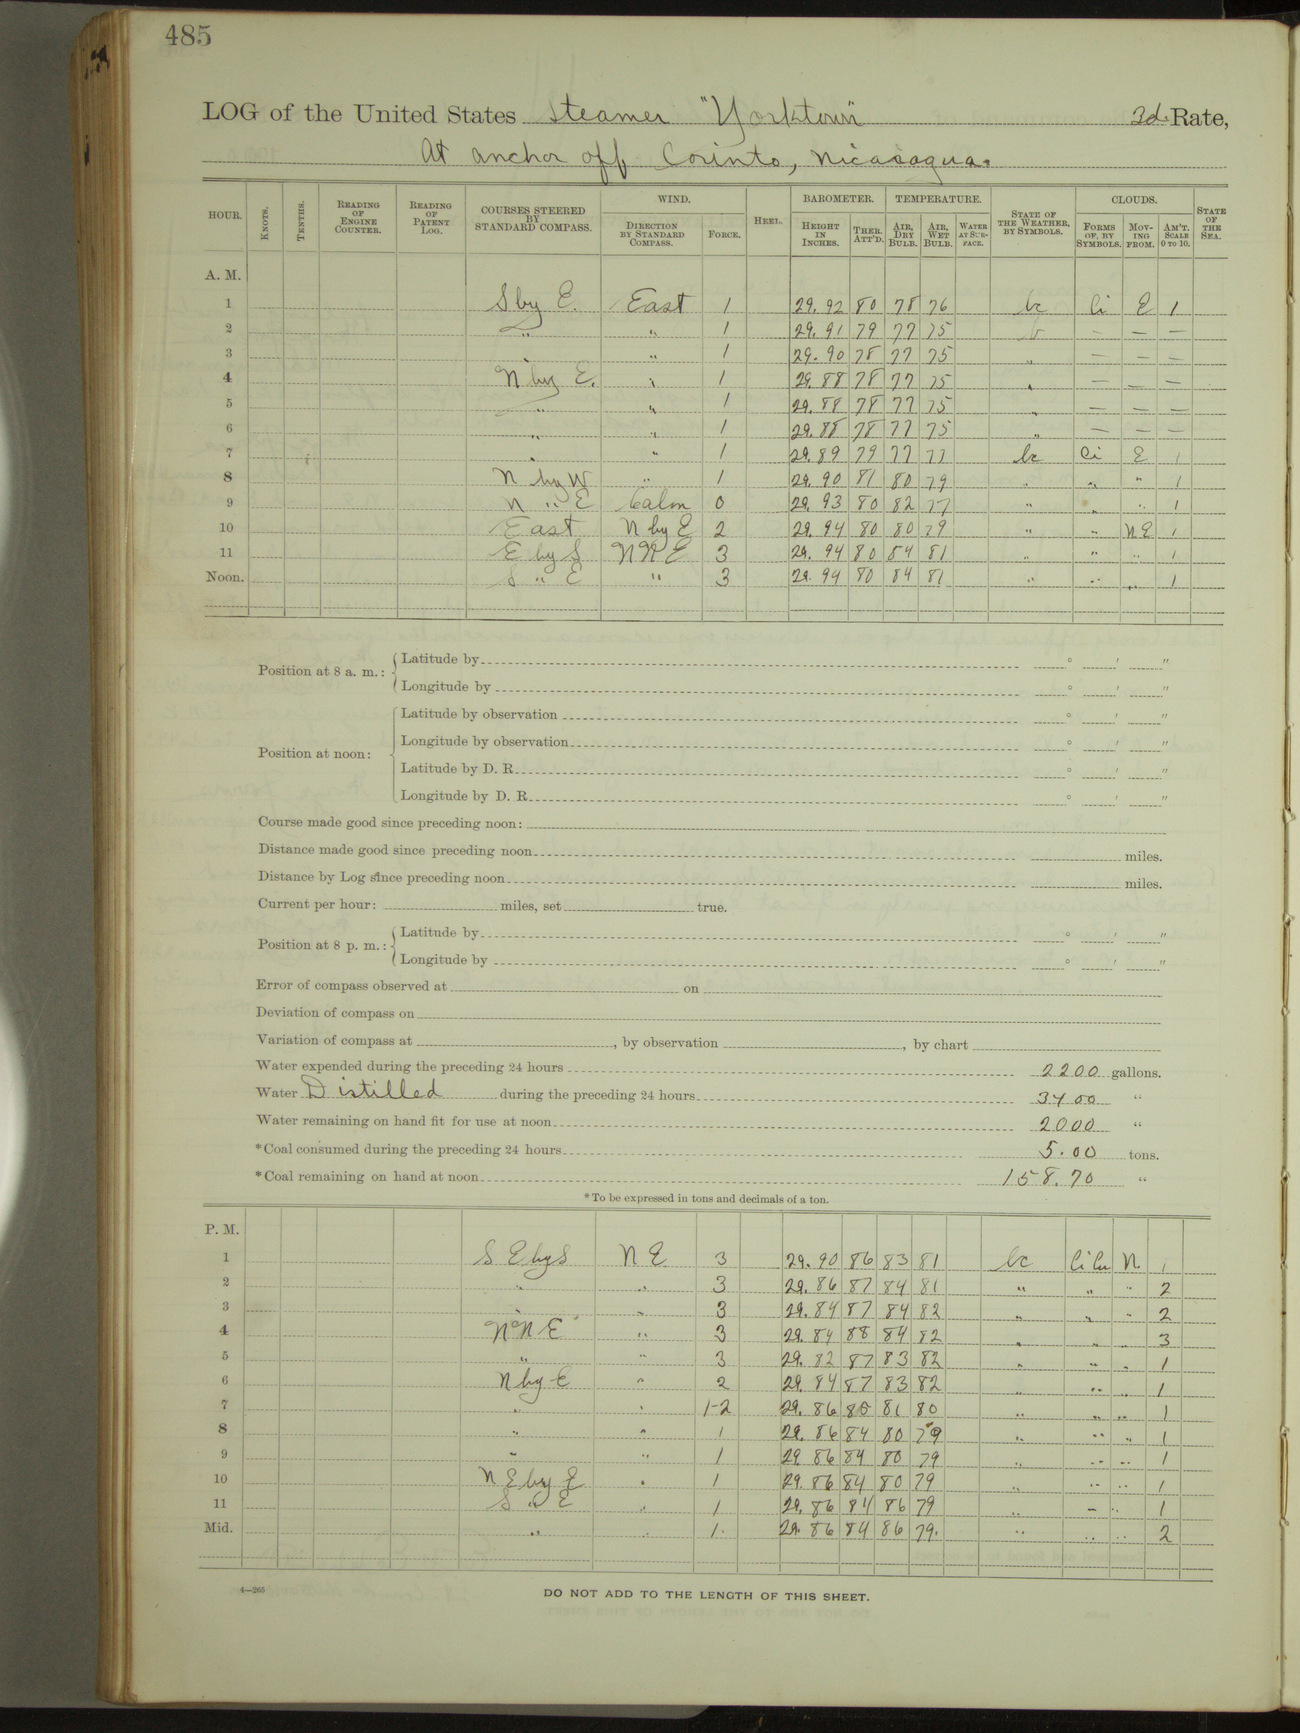 485
LOG of the United States Steamer "Yorktown" 3d. Rate,
At anchor off Corinto, Nicaragua.
HOUR. KNOTS. TENTHS. READING OF ENGINE COUNTER. READING OF PATENT LOG. COURSES STEERED BY STANDARD COMPASS. WIND. DIRECTION BY STANDARD COMPASS. FORCE. HEEL. BAROMETER. HEIGHT IN INCHES. THER. ATT'D. TEMPERATURE. AIR, DRY BULB. AIR, WET BULB. WATER AT SURFACE. STATE OF THE WEATHER, BY SYMBOLS. CLOUDS. FORMS OF, BY SYMBOLS. MOVING FROM. AM'T. SCALE 0 TO 10. STATE OF THE SEA.
A. M.
1 S by E. East 1 29.92 80 78 76 bc Ci E 1
2 " " 1 29.91 79 77 75 b — — —
3 " " 1 29.90 78 77 75 " — — —
4 N by E. " 1 29.88 78 77 75 " — — —
5 " " 1 29.88 78 77 75 " — — —
6 " " 1 29.88 78 77 75 " — — —
7 " " 1 29.89 79 77 77 bc Ci E 1
8 N by W " 1 29.90 81 80 79 " " " 1
9 N " E Calm 0 29.93 80 82 77 " " " 1
10 East N by E 2 29.94 80 80 79 " " NE 1
11 E by S NNE 3 29.94 80 84 81 " " " 1
Noon. S " E " 3 29.94 80 84 81 " " " 1
Position at 8 a. m.: Latitude by ° ′ ″
Longitude by ° ′ ″
Position at noon: Latitude by observation ° ′ ″
Longitude by observation ° ′ ″
Latitude by D. R. ° ′ ″
Longitude by D. R. ° ′ ″
Course made good since preceding noon:
Distance made good since preceding noon miles.
Distance by Log since preceding noon miles.
Current per hour: miles, set true.
Position at 8 p. m.: Latitude by ° ′ ″
Longitude by ° ′ ″
Error of compass observed at on
Deviation of compass on
Variation of compass at , by observation , by chart
Water expended during the preceding 24 hours 2200 gallons.
Water Distilled during the preceding 24 hours 3400 "
Water remaining on hand fit for use at noon 2000 "
*Coal consumed during the preceding 24 hours 5.00 tons.
*Coal remaining on hand at noon 158.70 "
*To be expressed in tons and decimals of a ton.
P. M.
1 S E by S N E 3 29.90 86 83 81 bc Ci Cu N 1
2 " " 3 29.86 87 84 81 " " " 2
3 " " 3 29.84 87 84 82 " " " 2
4 NNE " 3 29.84 88 84 82 " " " 3
5 " " 3 29.82 87 83 82 " " " 1
6 N by E " 2 29.84 87 83 82 " " " 1
7 " " 1-2 29.86 85 81 80 " " " 1
8 " " 1 29.86 84 80 79 " " " 1
9 " " 1 29.86 84 80 79 " " " 1
10 N E by E " 1 29.86 84 80 79 " " " 1
11 S " E " 1 29.86 84 86 79 " " " 1
Mid. " " 1. 29.86 84 86 79. " " " 2
4—265
DO NOT ADD TO THE LENGTH OF THIS SHEET.